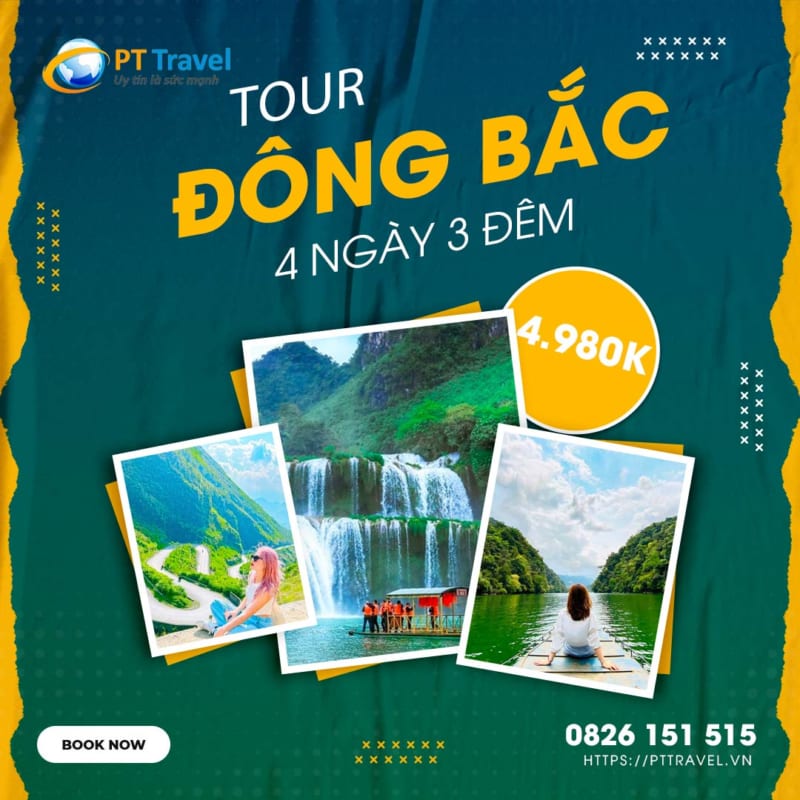 PT Travel
Uy tín là sức mạnh
TOUR
ĐÔNG BẮC
4 NGÀY 3 ĐÊM
4.980K
BOOK NOW
0826 151 515
HTTPS://PTTRAVEL.VN